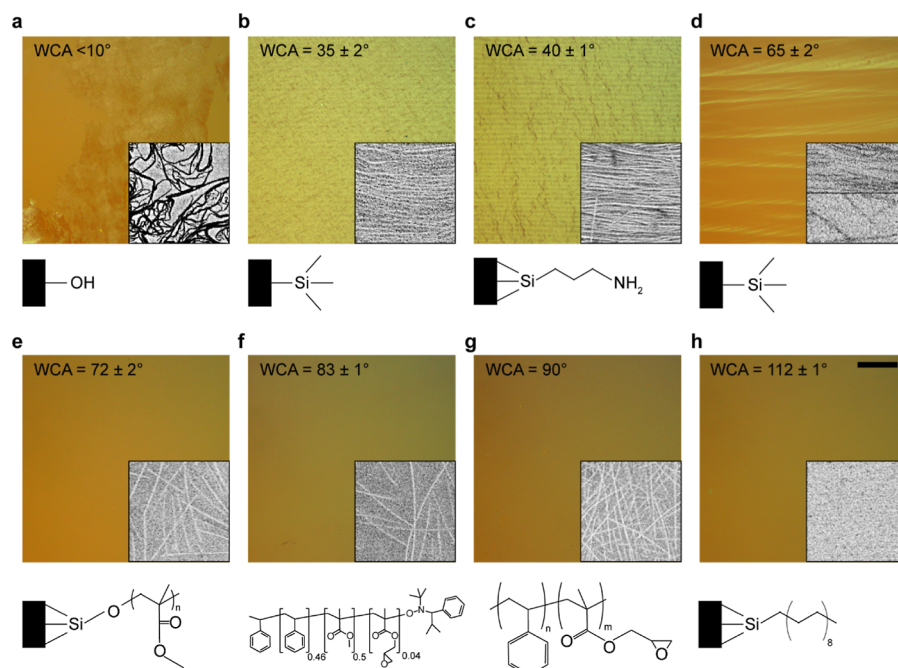 a b c d
WCA <10° WCA = 35 ± 2° WCA = 40 ± 1° WCA = 65 ± 2°
OH Si Si NH2 Si
e f g h
WCA = 72 ± 2° WCA = 83 ± 1° WCA = 90° WCA = 112 ± 1°
Si O n O O
0.46 O O 0.5 O O O 0.04 O N
n m O O O
Si 8